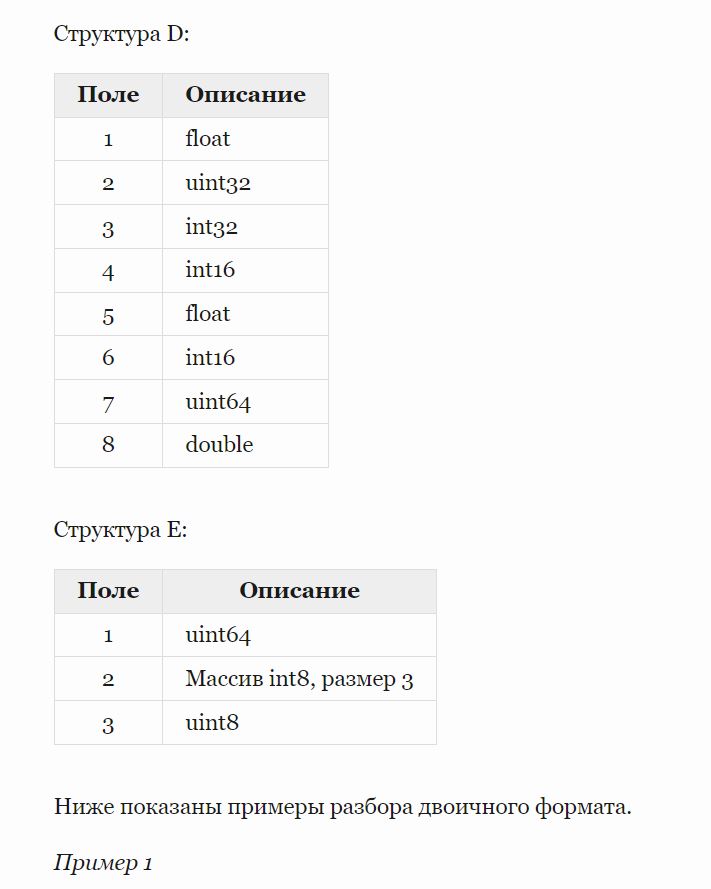 Структура D:
Поле Описание
1 float
2 uint32
3 int32
4 int16
5 float
6 int16
7 uint64
8 double
Структура E:
Поле Описание
1 uint64
2 Массив int8, размер 3
3 uint8
Ниже показаны примеры разбора двоичного формата.
Пример 1